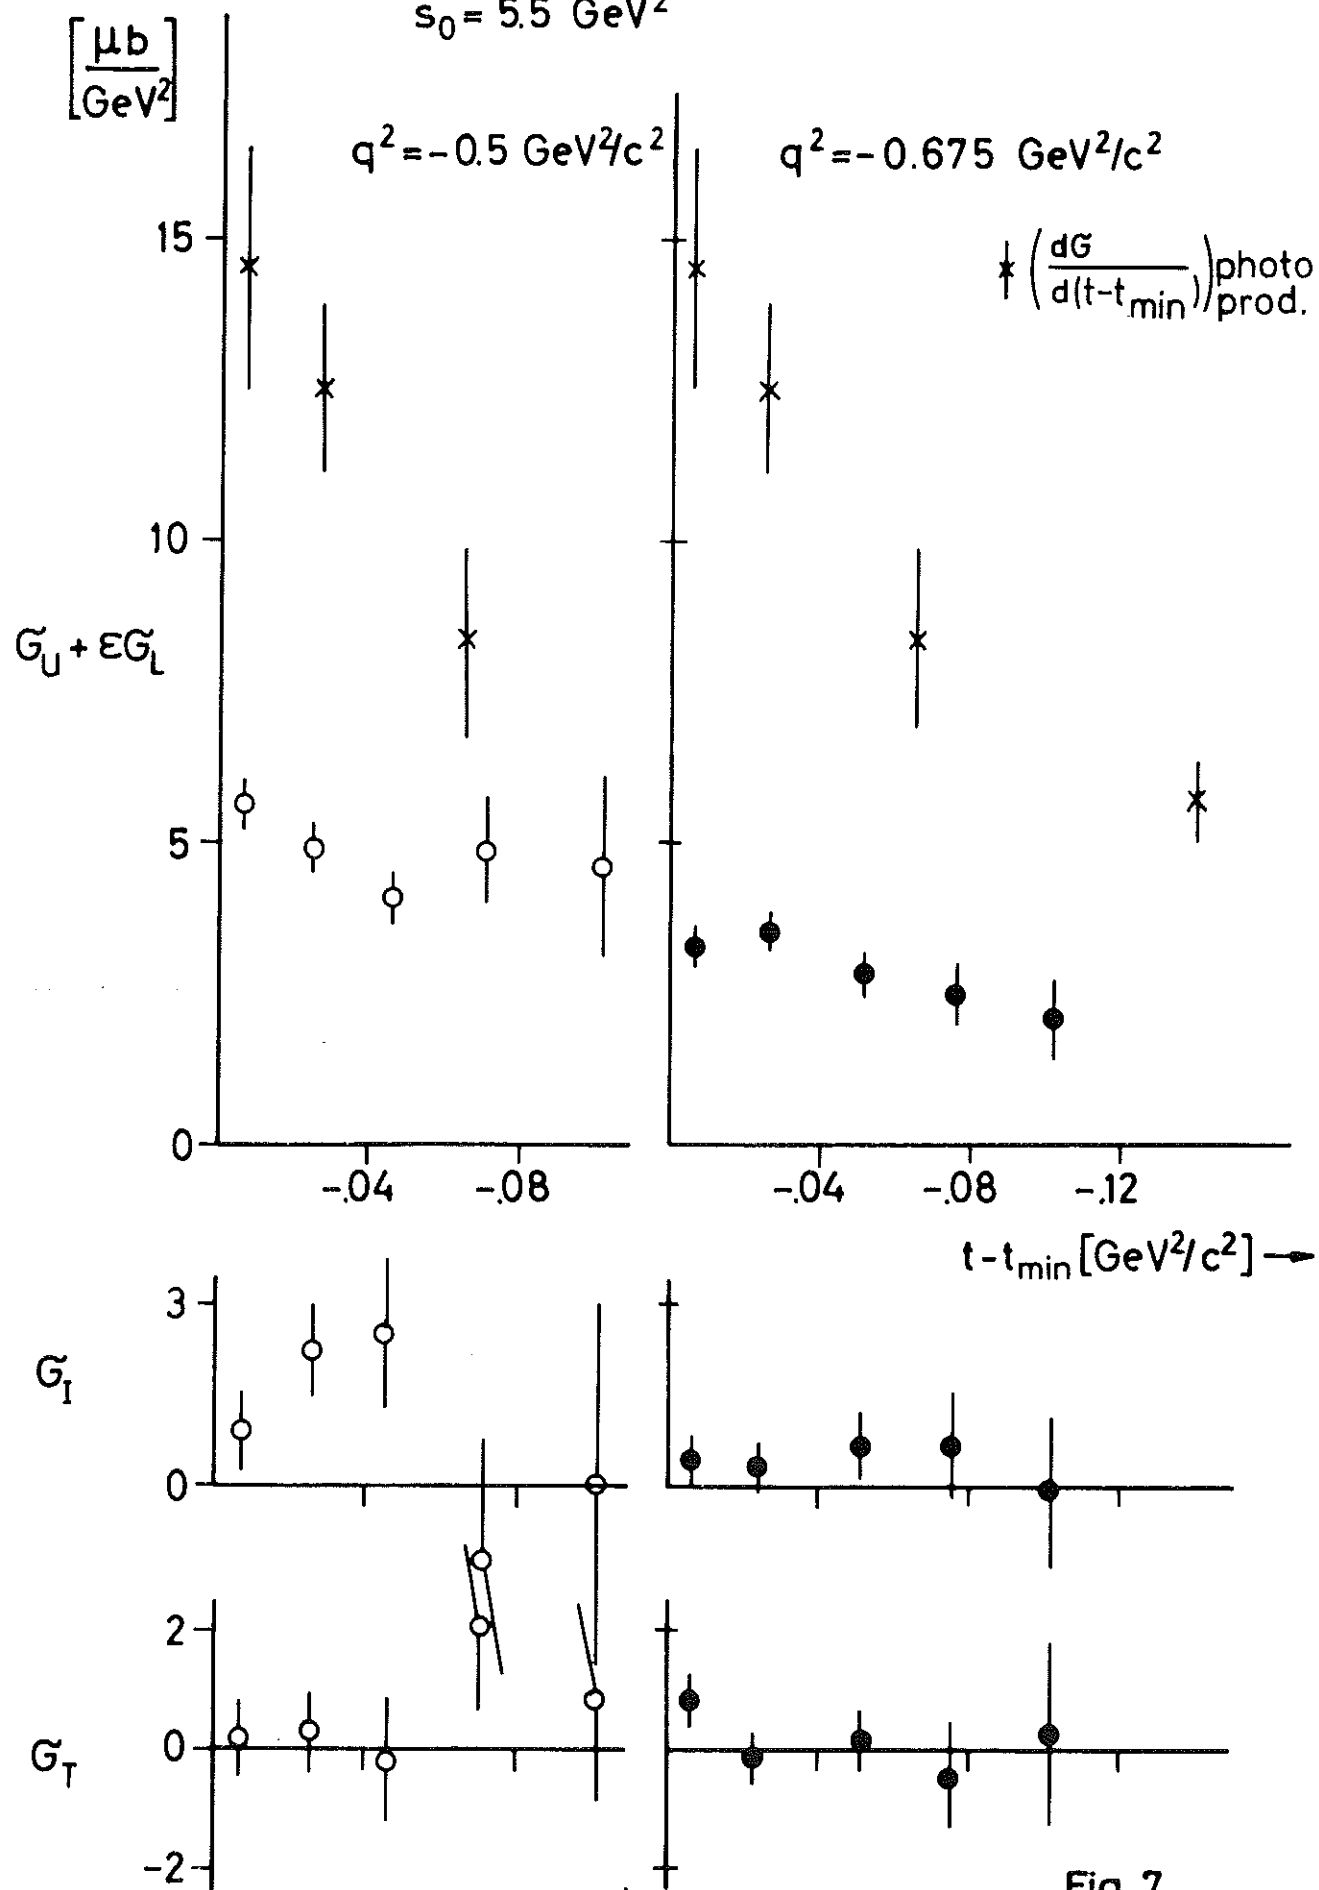 s₀ = 5.5 GeV²
[μb/GeV²]
q² = -0.5 GeV²/c²
q² = -0.675 GeV²/c²
15
(dσ/d(t-t_min)) photo
prod.
10
σ_U + εσ_L
5
0
-.04 -.08
-.04 -.08 -.12
t-t_min [GeV²/c²] →
3
σ_I
0
2
0
σ_T
-2
Fig. 7